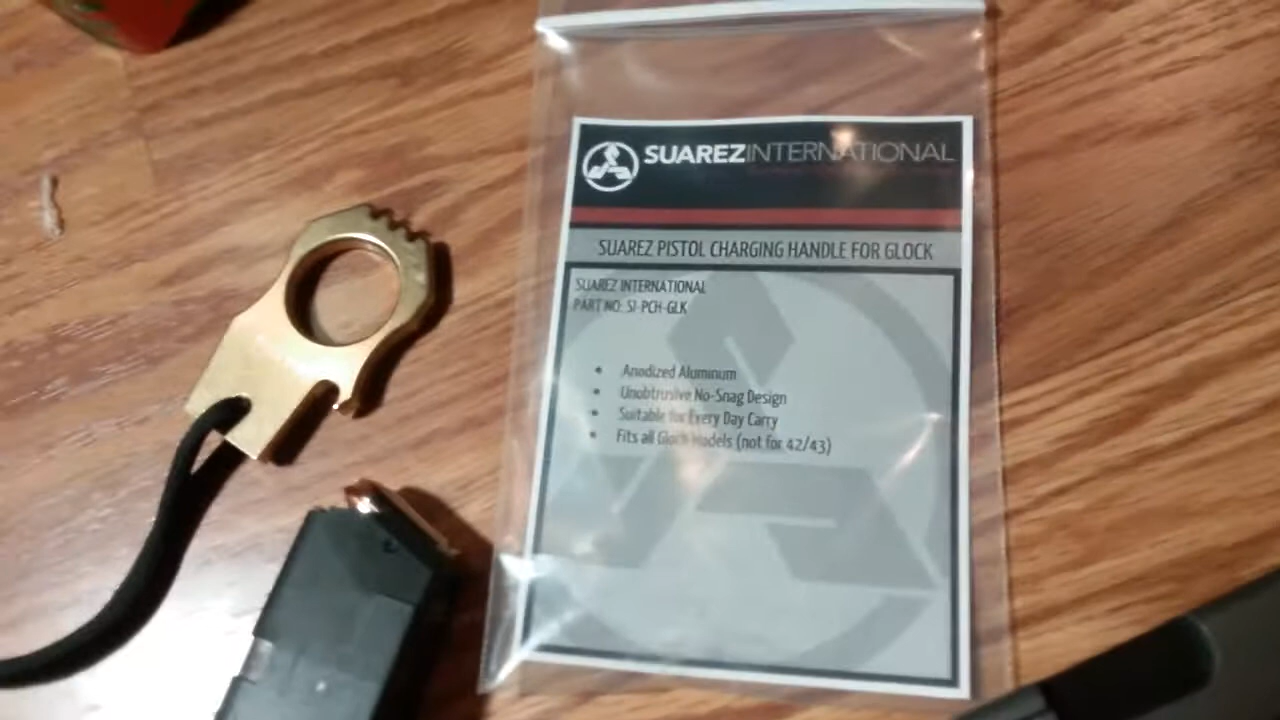 SUAREZINTERNATIONAL
SUAREZ PISTOL CHARGING HANDLE FOR GLOCK
SUAREZ INTERNATIONAL
PART NO: SI-PCH-GLK
• Anodized Aluminum
• Unobtrusive No-Snag Design
• Suitable for Every Day Carry
• Fits all Glock Models (not for 42/43)